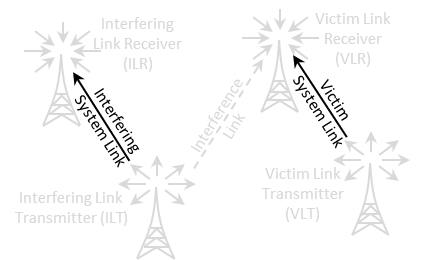 Interfering
Link Receiver
(ILR)
Victim Link
Receiver
(VLR)
Interfering
System Link
Interference
Link
Victim
System Link
Interfering Link
Transmitter (ILT)
Victim Link
Transmitter
(VLT)